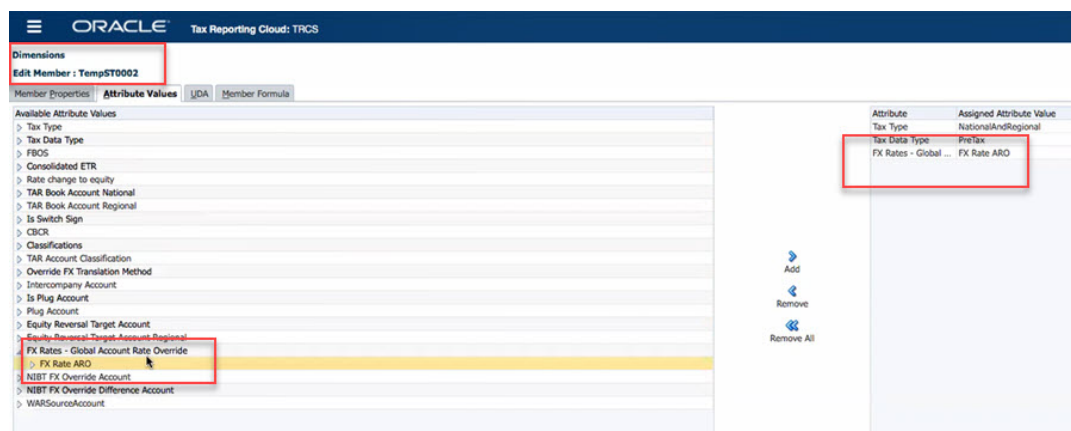 ORACLE Tax Reporting Cloud: TRCS
Dimensions
Edit Member : TempST0002
Member Properties Attribute Values UDA Member Formula
Available Attribute Values
Tax Type
Tax Data Type
FBOS
Consolidated ETR
Rate change to equity
TAR Book Account National
TAR Book Account Regional
Is Switch Sign
CBCR
Classifications
TAR Account Classification
Override FX Translation Method
Intercompany Account
Is Plug Account
Plug Account
Equity Reversal Target Account
Equity Reversal Target Account Regional
FX Rates - Global Account Rate Override
FX Rate ARO
NIBT FX Override Account
NIBT FX Override Difference Account
WARSourceAccount
Add
Remove
Remove All
Attribute Assigned Attribute Value
Tax Type NationalAndRegional
Tax Data Type PreTax
FX Rates - Global ... FX Rate ARO